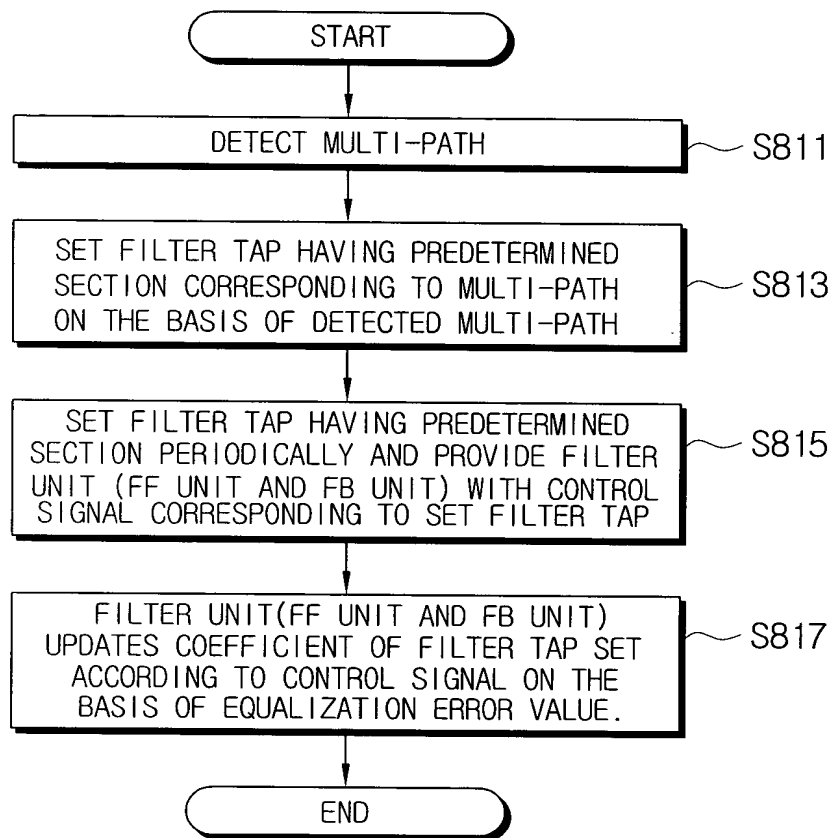 START
DETECT MULTI-PATH
S811
SET FILTER TAP HAVING PREDETERMINED
SECTION CORRESPONDING TO MULTI-PATH
ON THE BASIS OF DETECTED MULTI-PATH
S813
SET FILTER TAP HAVING PREDETERMINED
SECTION PERIODICALLY AND PROVIDE FILTER
UNIT (FF UNIT AND FB UNIT) WITH CONTROL
SIGNAL CORRESPONDING TO SET FILTER TAP
S815
FILTER UNIT(FF UNIT AND FB UNIT)
UPDATES COEFFICIENT OF FILTER TAP SET
ACCORDING TO CONTROL SIGNAL ON THE
BASIS OF EQUALIZATION ERROR VALUE.
S817
END